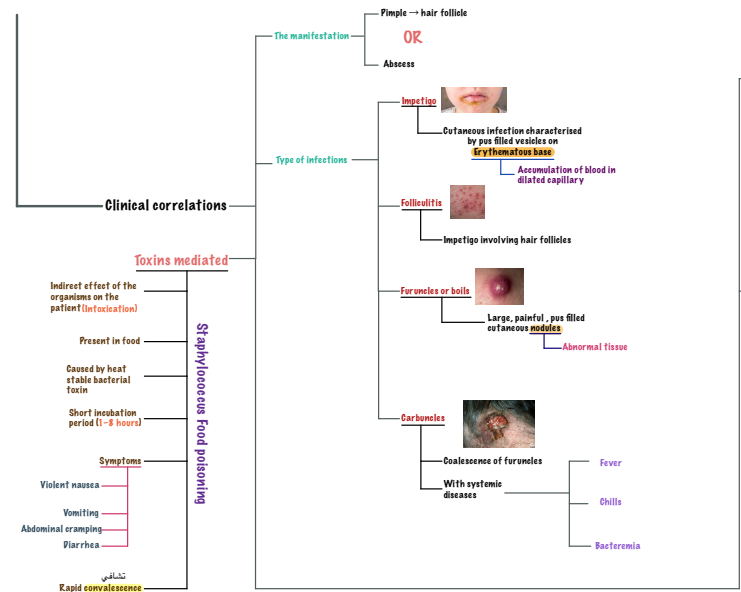 Pimple → hair follicle
The manifestation
OR
Abscess
Impetigo
Cutaneous infection characterised
by pus filled vesicles on
Erythematous base
Type of infections
Accumulation of blood in
dilated capillary
Clinical correlations
Folliculitis
Impetigo involving hair follicles
Toxins mediated
Indirect effect of the
organisms on the
patient (Intoxication)
Furuncles or boils
Large, painful , pus filled
cutaneous nodules
Abnormal tissue
Staphylococcus Food poisoning
Present in food
Caused by heat
stable bacterial
toxin
Short incubation
period (1-8 hours)
Carbuncles
Coalescence of furuncles
With systemic
diseases
Fever
Chills
Bacteremia
Symptoms
Violent nausea
Vomiting
Abdominal cramping
Diarrhea
تشافي
Rapid convalescence